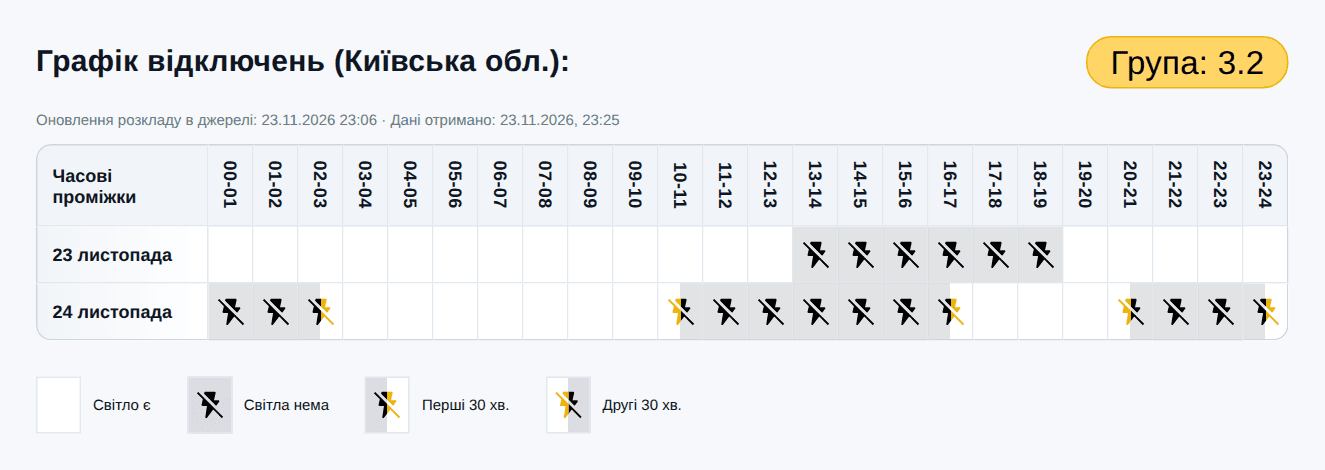 Графік відключень (Київська обл.):
Група: 3.2
Оновлення розкладу в джерелі: 23.11.2026 23:06 · Дані отримано: 23.11.2026, 23:25
Часові
проміжки
00-01
01-02
02-03
03-04
04-05
05-06
06-07
07-08
08-09
09-10
10-11
11-12
12-13
13-14
14-15
15-16
16-17
17-18
18-19
19-20
20-21
21-22
22-23
23-24
23 листопада
24 листопада
Світло є
Світла нема
Перші 30 хв.
Другі 30 хв.